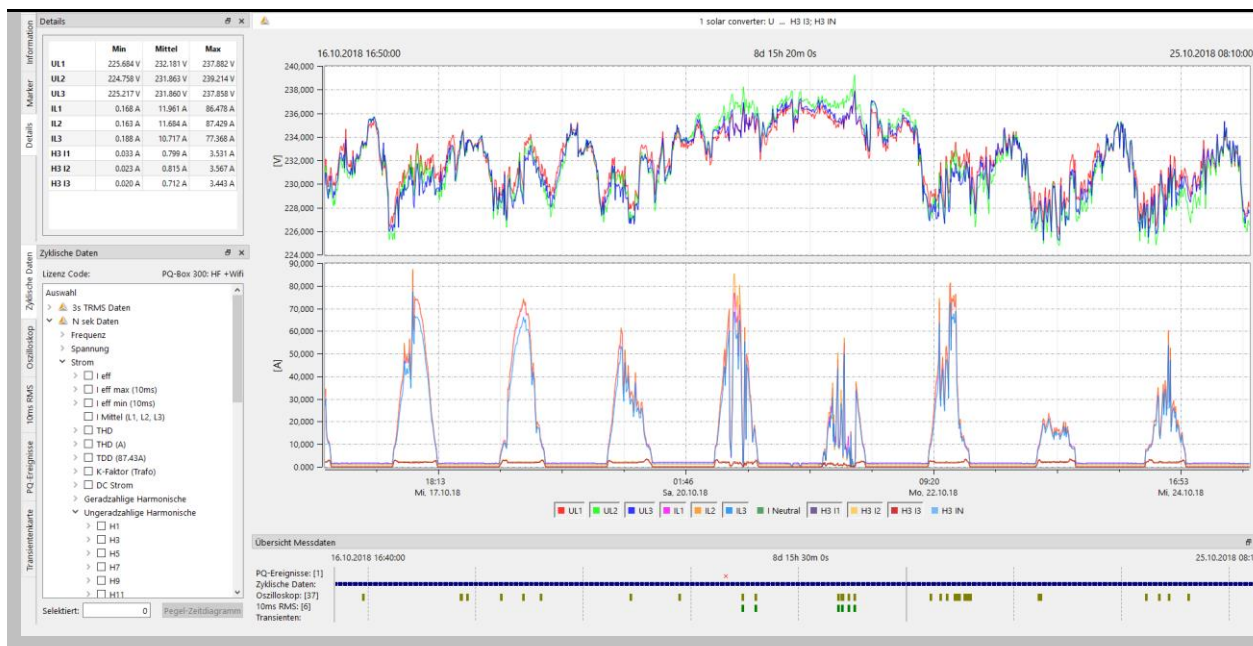 Details
1 solar converter: U ... H3 I3; H3 IN
Information
Marker
Details
Min Mittel Max
UL1 225.684 V 232.181 V 237.882 V
UL2 224.758 V 231.863 V 239.214 V
UL3 225.217 V 231.860 V 237.858 V
IL1 0.168 A 11.961 A 86.478 A
IL2 0.163 A 11.684 A 87.429 A
IL3 0.188 A 10.717 A 77.368 A
H3 I1 0.033 A 0.799 A 3.531 A
H3 I2 0.023 A 0.815 A 3.567 A
H3 I3 0.020 A 0.712 A 3.443 A
Zyklische Daten
Oszilloskop
10ms RMS
PQ-Ereignisse
Transientenkarte
Zyklische Daten
Lizenz Code: PQ-Box 300: HF +Wifi
Auswahl
3s TRMS Daten
N sek Daten
Frequenz
Spannung
Strom
I eff
I eff max (10ms)
I eff min (10ms)
I Mittel (L1, L2, L3)
THD
THD (A)
TDD (87.43A)
K-Faktor (Trafo)
DC Strom
Geradzahlige Harmonische
Ungeradzahlige Harmonische
H1
H3
H5
H7
H9
H11
Selektiert: 0 Pegel-Zeitdiagramm
16.10.2018 16:50:00 8d 15h 20m 0s 25.10.2018 08:10:00
240,000
238,000
236,000
234,000
232,000
230,000
228,000
226,000
224,000
[V]
90,000
80,000
70,000
60,000
50,000
40,000
30,000
20,000
10,000
0.000
[A]
18:13 01:46 09:20 16:53
Mi, 17.10.18 Sa, 20.10.18 Mo, 22.10.18 Mi, 24.10.18
UL1 UL2 UL3 IL1 IL2 IL3 I Neutral H3 I1 H3 I2 H3 I3 H3 IN
Übersicht Messdaten
16.10.2018 16:40:00 8d 15h 30m 0s 25.10.2018 08:1
PQ-Ereignisse: [1]
Zyklische Daten:
Oszilloskop: [37]
10ms RMS: [6]
Transienten: